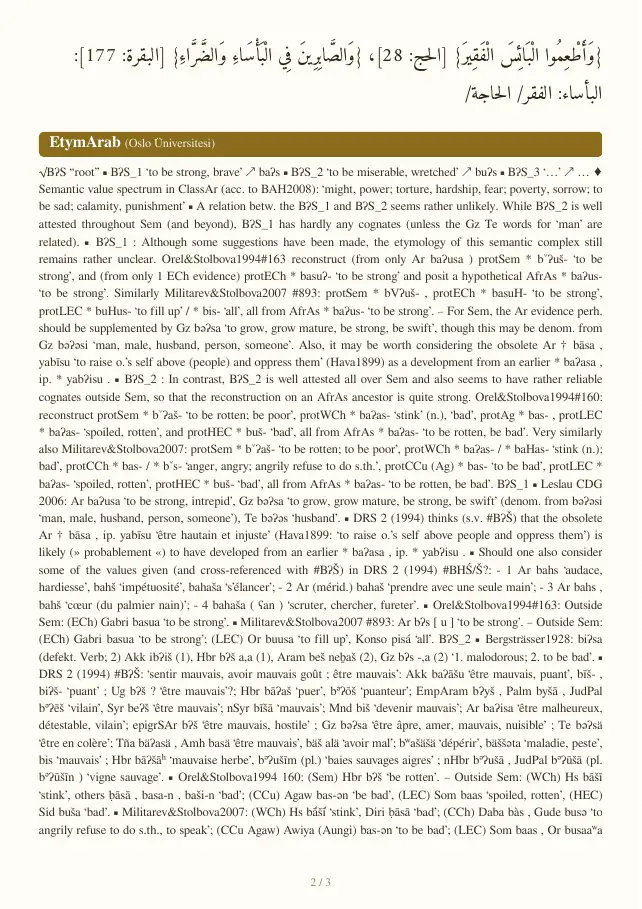 {وَأَطْعِمُوا الْبَائِسَ الْفَقِيرَ} [الحج: 28]، {وَالصَّابِرِينَ فِي الْبَأْسَاءِ وَالضَّرَّاءِ} [البقرة: 177]:
البأساء: الفقر/ الحاجة/
EtymArab (Oslo Üniversitesi)
√BʔS “root” ▪ BʔS_1 ‘to be strong, brave’ ↗ baʔs ▪ BʔS_2 ‘to be miserable, wretched’ ↗ buʔs ▪ BʔS_3 ‘…’ ↗ … ♦
Semantic value spectrum in ClassAr (acc. to BAH2008): ‘might, power; torture, hardship, fear; poverty, sorrow; to
be sad; calamity, punishment’ ▪ A relation betw. the BʔS_1 and BʔS_2 seems rather unlikely. While BʔS_2 is well
attested throughout Sem (and beyond), BʔS_1 has hardly any cognates (unless the Gz Te words for ‘man’ are
related). ▪ BʔS_1 : Although some suggestions have been made, the etymology of this semantic complex still
remains rather unclear. Orel&Stolbova1994#163 reconstruct (from only Ar baʔusa ) protSem * bˇʔuš- ‘to be
strong’, and (from only 1 ECh evidence) protECh * basuʔ- ‘to be strong’ and posit a hypothetical AfrAs * baʔus-
‘to be strong’. Similarly Militarev&Stolbova2007 #893: protSem * bVʔuš- , protECh * basuH- ‘to be strong’,
protLEC * buHus- ‘to fill up’ / * bis- ‘all’, all from AfrAs * baʔus- ‘to be strong’. – For Sem, the Ar evidence perh.
should be supplemented by Gz bəʔsa ‘to grow, grow mature, be strong, be swift’, though this may be denom. from
Gz bəʔəsi ‘man, male, husband, person, someone’. Also, it may be worth considering the obsolete Ar † bāsa ,
yabīsu ‘to raise o.’s self above (people) and oppress them’ (Hava1899) as a development from an earlier * baʔasa ,
ip. * yabʔisu . ▪ BʔS_2 : In contrast, BʔS_2 is well attested all over Sem and also seems to have rather reliable
cognates outside Sem, so that the reconstruction on an AfrAs ancestor is quite strong. Orel&Stolbova1994#160:
reconstruct protSem * bˇʔaš- ‘to be rotten; be poor’, protWCh * baʔas- ‘stink’ (n.), ‘bad’, protAg * bas- , protLEC
* baʔas- ‘spoiled, rotten’, and protHEC * buš- ‘bad’, all from AfrAs * baʔas- ‘to be rotten, be bad’. Very similarly
also Militarev&Stolbova2007: protSem * bˇʔaš- ‘to be rotten; to be poor’, protWCh * baʔas- / * baHas- ‘stink (n.);
bad’, protCCh * bas- / * bˇs- ‘anger, angry; angrily refuse to do s.th.’, protCCu (Ag) * bas- ‘to be bad’, protLEC *
baʔas- ‘spoiled, rotten’, protHEC * buš- ‘bad’, all from AfrAs * baʔas- ‘to be rotten, be bad’. BʔS_1 ▪ Leslau CDG
2006: Ar baʔusa ‘to be strong, intrepid’, Gz bəʔsa ‘to grow, grow mature, be strong, be swift’ (denom. from bəʔəsi
‘man, male, husband, person, someone’), Te bəʔəs ‘husband’. ▪ DRS 2 (1994) thinks (s.v. #BʔŠ) that the obsolete
Ar † bāsa , ip. yabīsu ‘être hautain et injuste’ (Hava1899: ‘to raise o.’s self above people and oppress them’) is
likely (» probablement «) to have developed from an earlier * baʔasa , ip. * yabʔisu . ▪ Should one also consider
some of the values given (and cross-referenced with #BʔŠ) in DRS 2 (1994) #BHŚ/Š?: - 1 Ar bahs ‘audace,
hardiesse’, bahš ‘impétuosité’, bahaša ‘s’élancer’; - 2 Ar (mérid.) bahaš ‘prendre avec une seule main’; - 3 Ar bahs ,
bahš ‘cœur (du palmier nain)’; - 4 bahaša ( ʕan ) ‘scruter, chercher, fureter’. ▪ Orel&Stolbova1994#163: Outside
Sem: (ECh) Gabri basua ‘to be strong’. ▪ Militarev&Stolbova2007 #893: Ar bʔs [ u ] ‘to be strong’. – Outside Sem:
(ECh) Gabri basua ‘to be strong’; (LEC) Or buusa ‘to fill up’, Konso pisá ‘all’. BʔS_2 ▪ Bergsträsser1928: biʔsa
(defekt. Verb; 2) Akk ibʔiš (1), Hbr bʔš a,a (1), Aram beš neḇaš (2), Gz bʔs -,a (2) ‘1. malodorous; 2. to be bad’. ▪
DRS 2 (1994) #BʔŠ: ‘sentir mauvais, avoir mauvais goût ; être mauvais’: Akk baʔāšu ‘être mauvais, puant’, bīš- ,
biʔš- ‘puant’ ; Ug bʔš ? ‘être mauvais’?; Hbr bāʔaš ‘puer’, bᵊʔōš ‘puanteur’; EmpAram bʔyš , Palm byšā , JudPal
bᵊʔēš ‘vilain’, Syr beʔš ‘être mauvais’; nSyr bīšā ‘mauvais’; Mnd biš ‘devenir mauvais’; Ar baʔisa ‘être malheureux,
détestable, vilain’; epigrSAr bʔš ‘être mauvais, hostile’ ; Gz bəʔsa ‘être âpre, amer, mauvais, nuisible’ ; Te bəʔsä
‘être en colère’; Tña bäʔasä , Amh basä ‘être mauvais’, bäš alä ‘avoir mal’; bʷašäšä ‘dépérir’, bäššəta ‘maladie, peste’,
bis ‘mauvais’ ; Hbr bāʔšāʰ ‘mauvaise herbe’, bᵊʔušīm (pl.) ‘baies sauvages aigres’ ; nHbr bᵊʔušā , JudPal bᵊʔūšā (pl.
bᵊʔūšīn ) ‘vigne sauvage’. ▪ Orel&Stolbova1994 160: (Sem) Hbr bʔš ‘be rotten’. – Outside Sem: (WCh) Hs bāšī
‘stink’, others ḅāsā , basa-n , baši-n ‘bad’; (CCu) Agaw bas-ən ‘be bad’, (LEC) Som baas ‘spoiled, rotten’, (HEC)
Sid buša ‘bad’. ▪ Militarev&Stolbova2007: (WCh) Hs bā́šī́ ‘stink’, Diri ḅāsā ‘bad’; (CCh) Daba bàs , Gude busə ‘to
angrily refuse to do s.th., to speak’; (CCu Agaw) Awiya (Aungi) bas-ən ‘to be bad’; (LEC) Som baas , Or busaaʷa
2 / 3